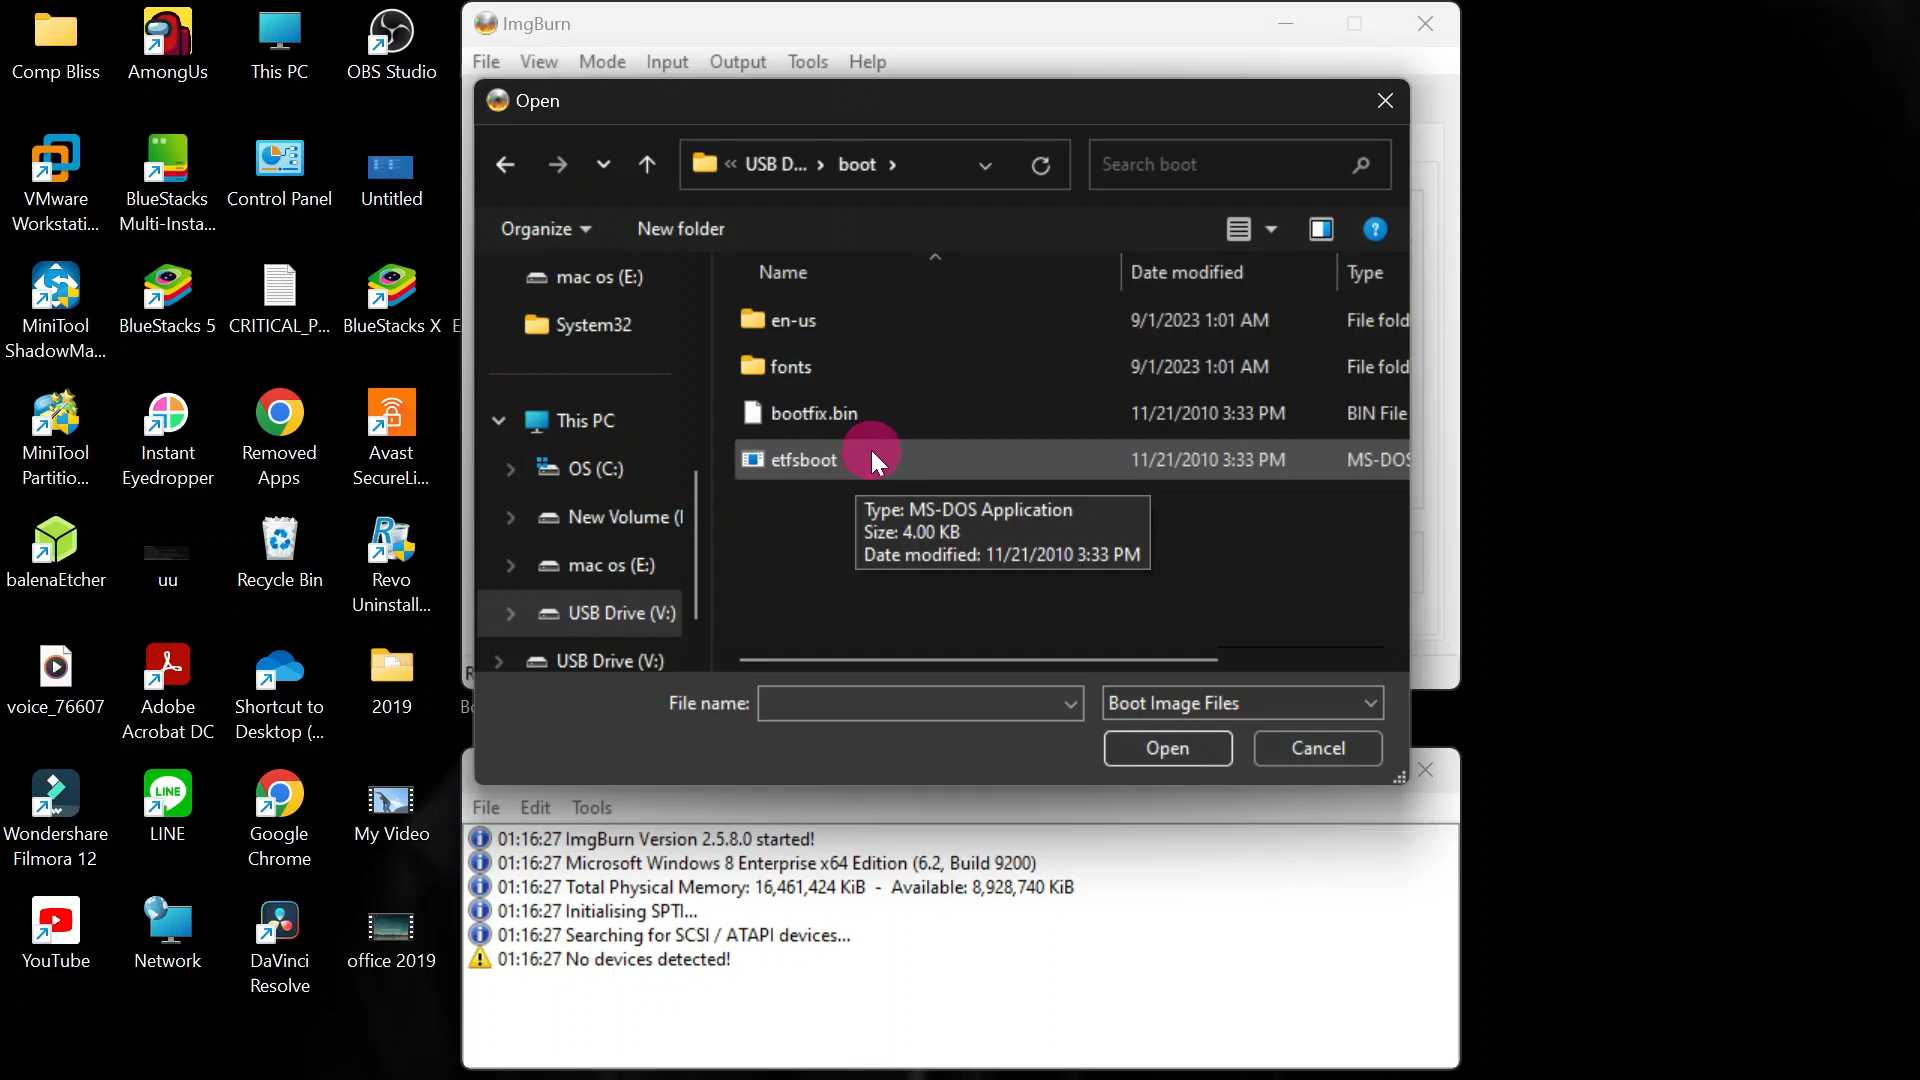 Comp Bliss
AmongUs
This PC
OBS Studio
VMware
Workstati...
BlueStacks
Multi-Insta...
Control Panel
Untitled
MiniTool
ShadowMa...
BlueStacks 5
CRITICAL_P...
BlueStacks X
E
MiniTool
Partitio...
Instant
Eyedropper
Removed
Apps
Avast
SecureLi...
balenaEtcher
uu
Recycle Bin
Revo
Uninstall...
voice_76607
Adobe
Acrobat DC
Shortcut to
Desktop (...
2019
Wondershare
Filmora 12
LINE
Google
Chrome
My Video
YouTube
Network
DaVinci
Resolve
office 2019
ImgBurn
File View Mode Input Output Tools Help
Open
« USB D... › boot ›
Search boot
Organize
New folder
mac os (E:)
System32
This PC
OS (C:)
New Volume (
mac os (E:)
USB Drive (V:)
USB Drive (V:)
Name Date modified Type
en-us 9/1/2023 1:01 AM File fold
fonts 9/1/2023 1:01 AM File fold
bootfix.bin 11/21/2010 3:33 PM BIN File
etfsboot 11/21/2010 3:33 PM MS-DOS
Type: MS-DOS Application
Size: 4.00 KB
Date modified: 11/21/2010 3:33 PM
File name:
Boot Image Files
Open
Cancel
File Edit Tools
01:16:27 ImgBurn Version 2.5.8.0 started!
01:16:27 Microsoft Windows 8 Enterprise x64 Edition (6.2, Build 9200)
01:16:27 Total Physical Memory: 16,461,424 KiB - Available: 8,928,740 KiB
01:16:27 Initialising SPTI...
01:16:27 Searching for SCSI / ATAPI devices...
01:16:27 No devices detected!